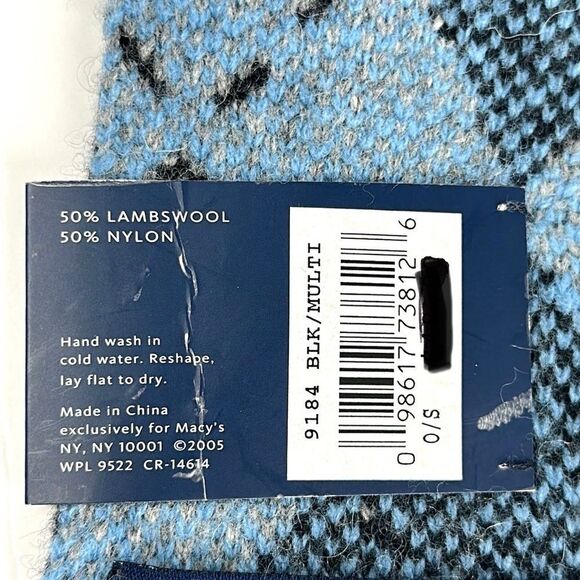 50% LAMBSWOOL
50% NYLON
Hand wash in
cold water. Reshape,
lay flat to dry.
Made in China
exclusively for Macy's
NY, NY 10001 ©2005
WPL 9522 CR-14614
9184 BLK/MULTI
0 98617 73812 6
O/S